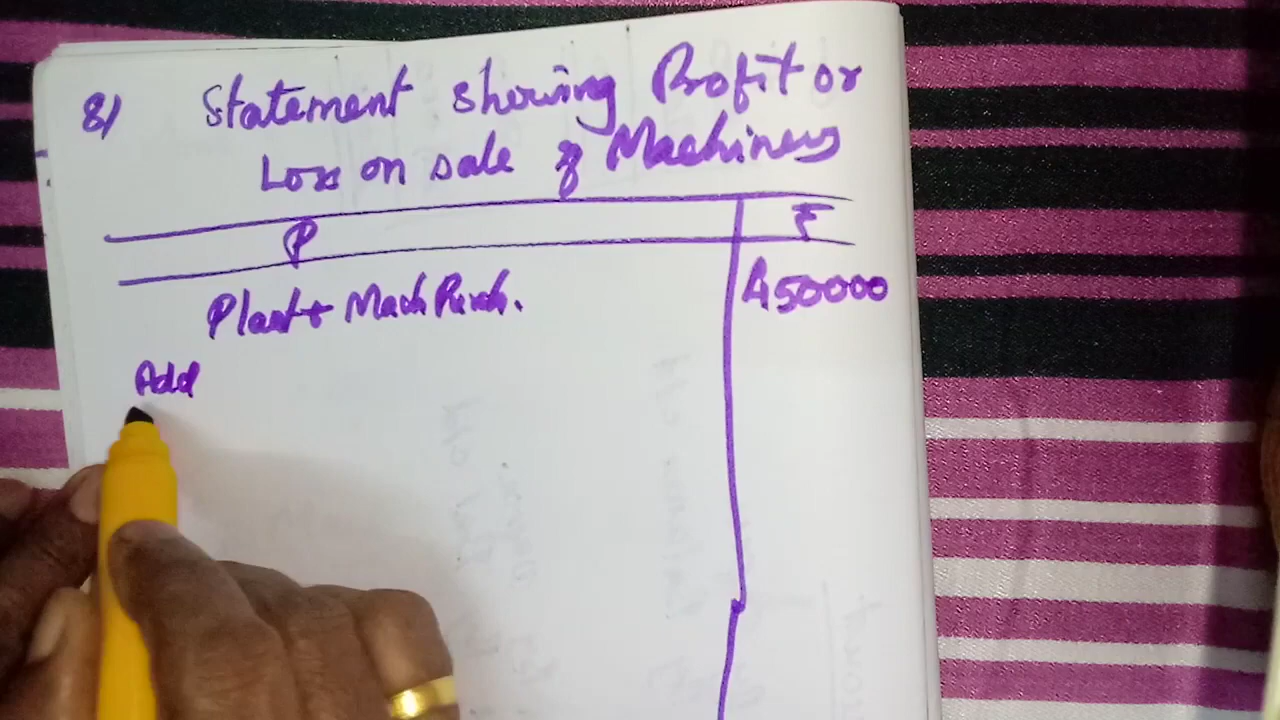 8) Statement showing Profit or
Loss on sale of Machinery
P ₹
Plant + Mach Purch. 450000
Add